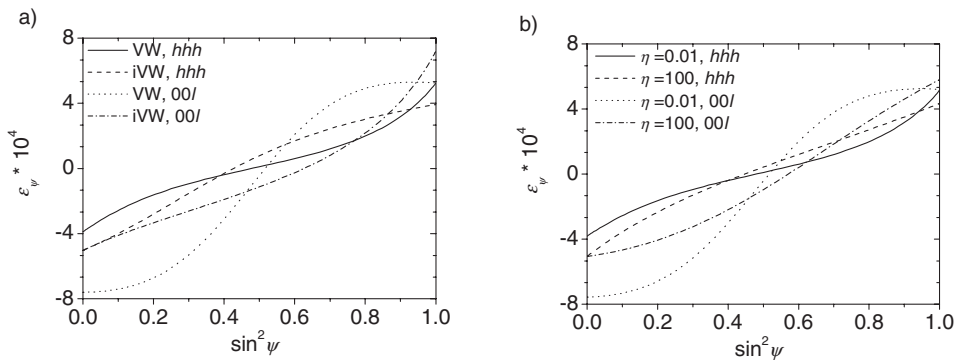 a)
8
4
0
-4
-8
ε_ψ * 10^4
VW, hhh
iVW, hhh
VW, 00l
iVW, 00l
0.0 0.2 0.4 0.6 0.8 1.0
sin²ψ
b)
8
4
0
-4
-8
ε_ψ * 10^4
η =0.01, hhh
η =100, hhh
η =0.01, 00l
η =100, 00l
0.0 0.2 0.4 0.6 0.8 1.0
sin²ψ